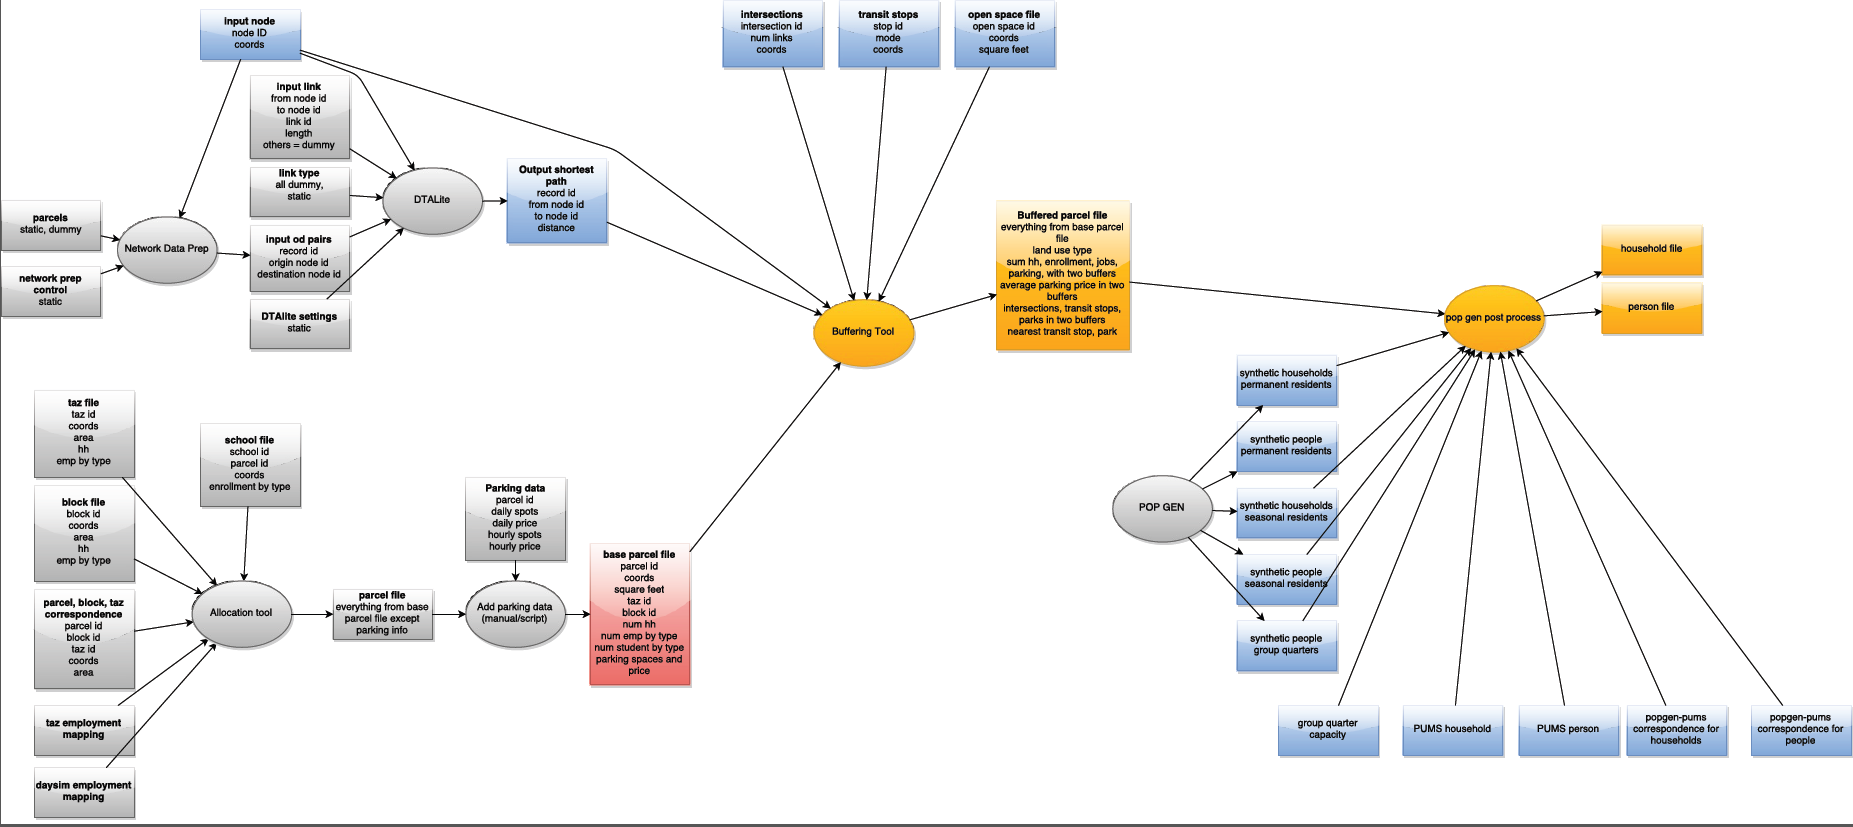 input node
node ID
coords
intersections
intersection id
num links
coords
transit stops
stop id
mode
coords
open space file
open space id
coords
square feet
input link
from node id
to node id
link id
length
others = dummy
link type
all dummy,
static
DTALite
Output shortest
path
record id
from node id
to node id
distance
parcels
static, dummy
network prep
control
static
Network Data Prep
input od pairs
record id
origin node id
destination node id
DTAlite settings
static
Buffering Tool
Buffered parcel file
everything from base parcel
file
land use type
sum hh, enrollment, jobs,
parking, with two buffers
average parking price in two
buffers
intersections, transit stops,
parks in two buffers
nearest transit stop, park
pop gen post process
household file
person file
taz file
taz id
coords
area
hh
emp by type
block file
block id
coords
area
hh
emp by type
parcel, block, taz
correspondence
parcel id
block id
taz id
coords
area
taz employment
mapping
daysim employment
mapping
school file
school id
parcel id
coords
enrollment by type
Allocation tool
parcel file
everything from base
parcel file except
parking info
Parking data
parcel id
daily spots
daily price
hourly spots
hourly price
Add parking data
(manual/script)
base parcel file
parcel id
coords
square feet
taz id
block id
num hh
num emp by type
num student by type
parking spaces and
price
POP GEN
synthetic households
permanent residents
synthetic people
permanent residents
synthetic households
seasonal residents
synthetic people
seasonal residents
synthetic people
group quarters
group quarter
capacity
PUMS household
PUMS person
popgen-pums
correspondence for
households
popgen-pums
correspondence for
people